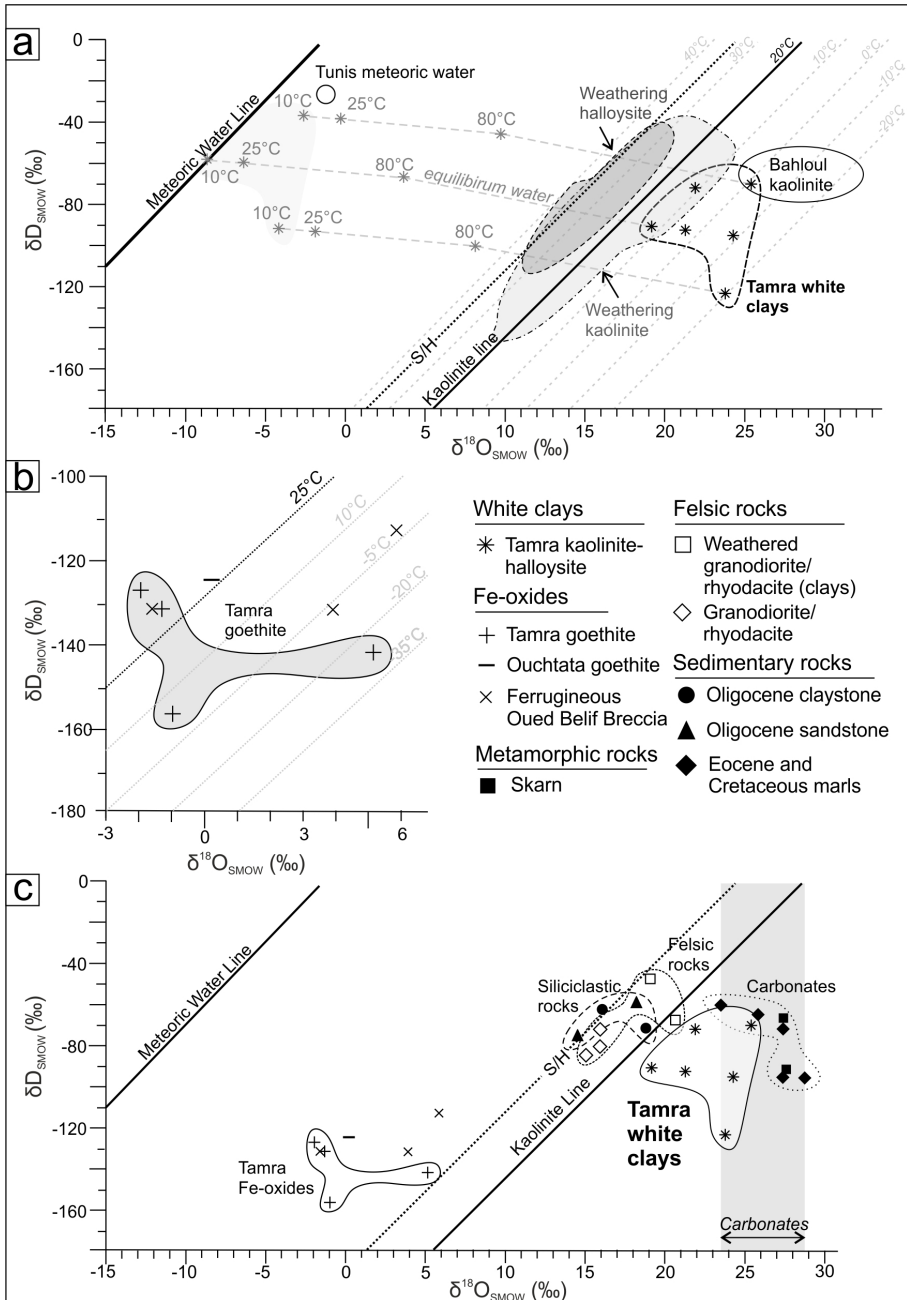 a
0
-40
-80
-120
-160
δD_SMOW (‰)
-15
-10
-5
0
5
10
15
20
25
30
δ¹⁸O_SMOW (‰)
Meteoric Water Line
Tunis meteoric water
10°C
25°C
80°C
10°C
25°C
80°C
equilibirum water
10°C
25°C
80°C
Weathering
halloysite
40°C
30°C
20°C
10°C
0°C
-10°C
-20°C
Bahloul
kaolinite
Tamra white
clays
Weathering
kaolinite
S/H
Kaolinite line
b
-100
-120
-140
-160
-180
δD_SMOW (‰)
-3
0
3
6
δ¹⁸O_SMOW (‰)
25°C
10°C
-5°C
-20°C
-35°C
Tamra
goethite
White clays
Tamra kaolinite-
halloysite
Fe-oxides
Tamra goethite
Ouchtata goethite
Ferrugineous
Oued Belif Breccia
Metamorphic rocks
Skarn
Felsic rocks
Weathered
granodiorite/
rhyodacite (clays)
Granodiorite/
rhyodacite
Sedimentary rocks
Oligocene claystone
Oligocene sandstone
Eocene and
Cretaceous marls
c
0
-40
-80
-120
-160
δD_SMOW (‰)
-15
-10
-5
0
5
10
15
20
25
30
δ¹⁸O_SMOW (‰)
Meteoric Water Line
Siliciclastic
rocks
Felsic
rocks
Carbonates
S/H
Kaolinite Line
Tamra
white
clays
Tamra
Fe-oxides
Carbonates